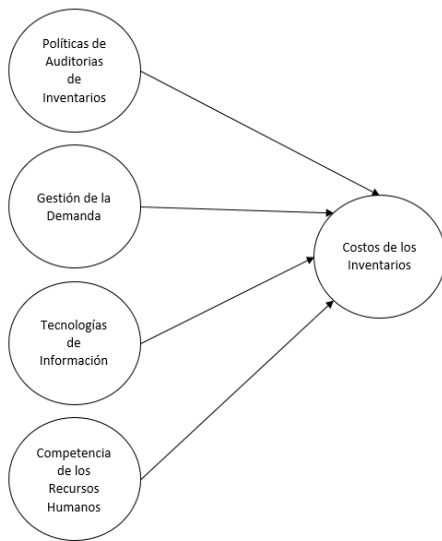 Políticas de
Auditorias
de
Inventarios
Gestión de la
Demanda
Costos de los
Inventarios
Tecnologías
de
Información
Competencia
de los
Recursos
Humanos